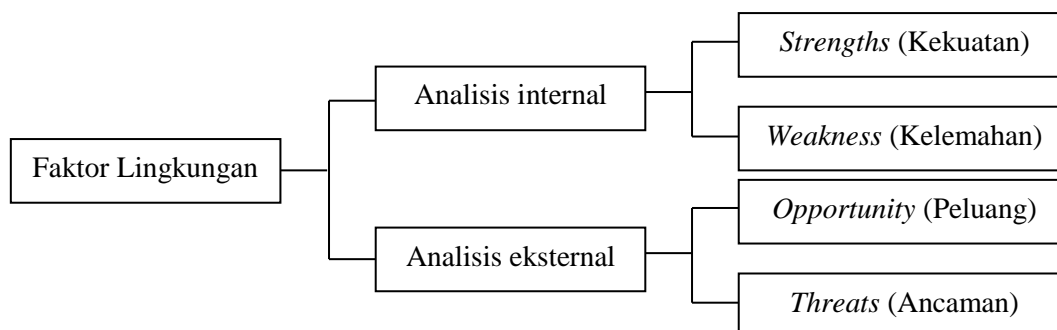 Faktor Lingkungan
Analisis internal
Strengths (Kekuatan)
Weakness (Kelemahan)
Analisis eksternal
Opportunity (Peluang)
Threats (Ancaman)